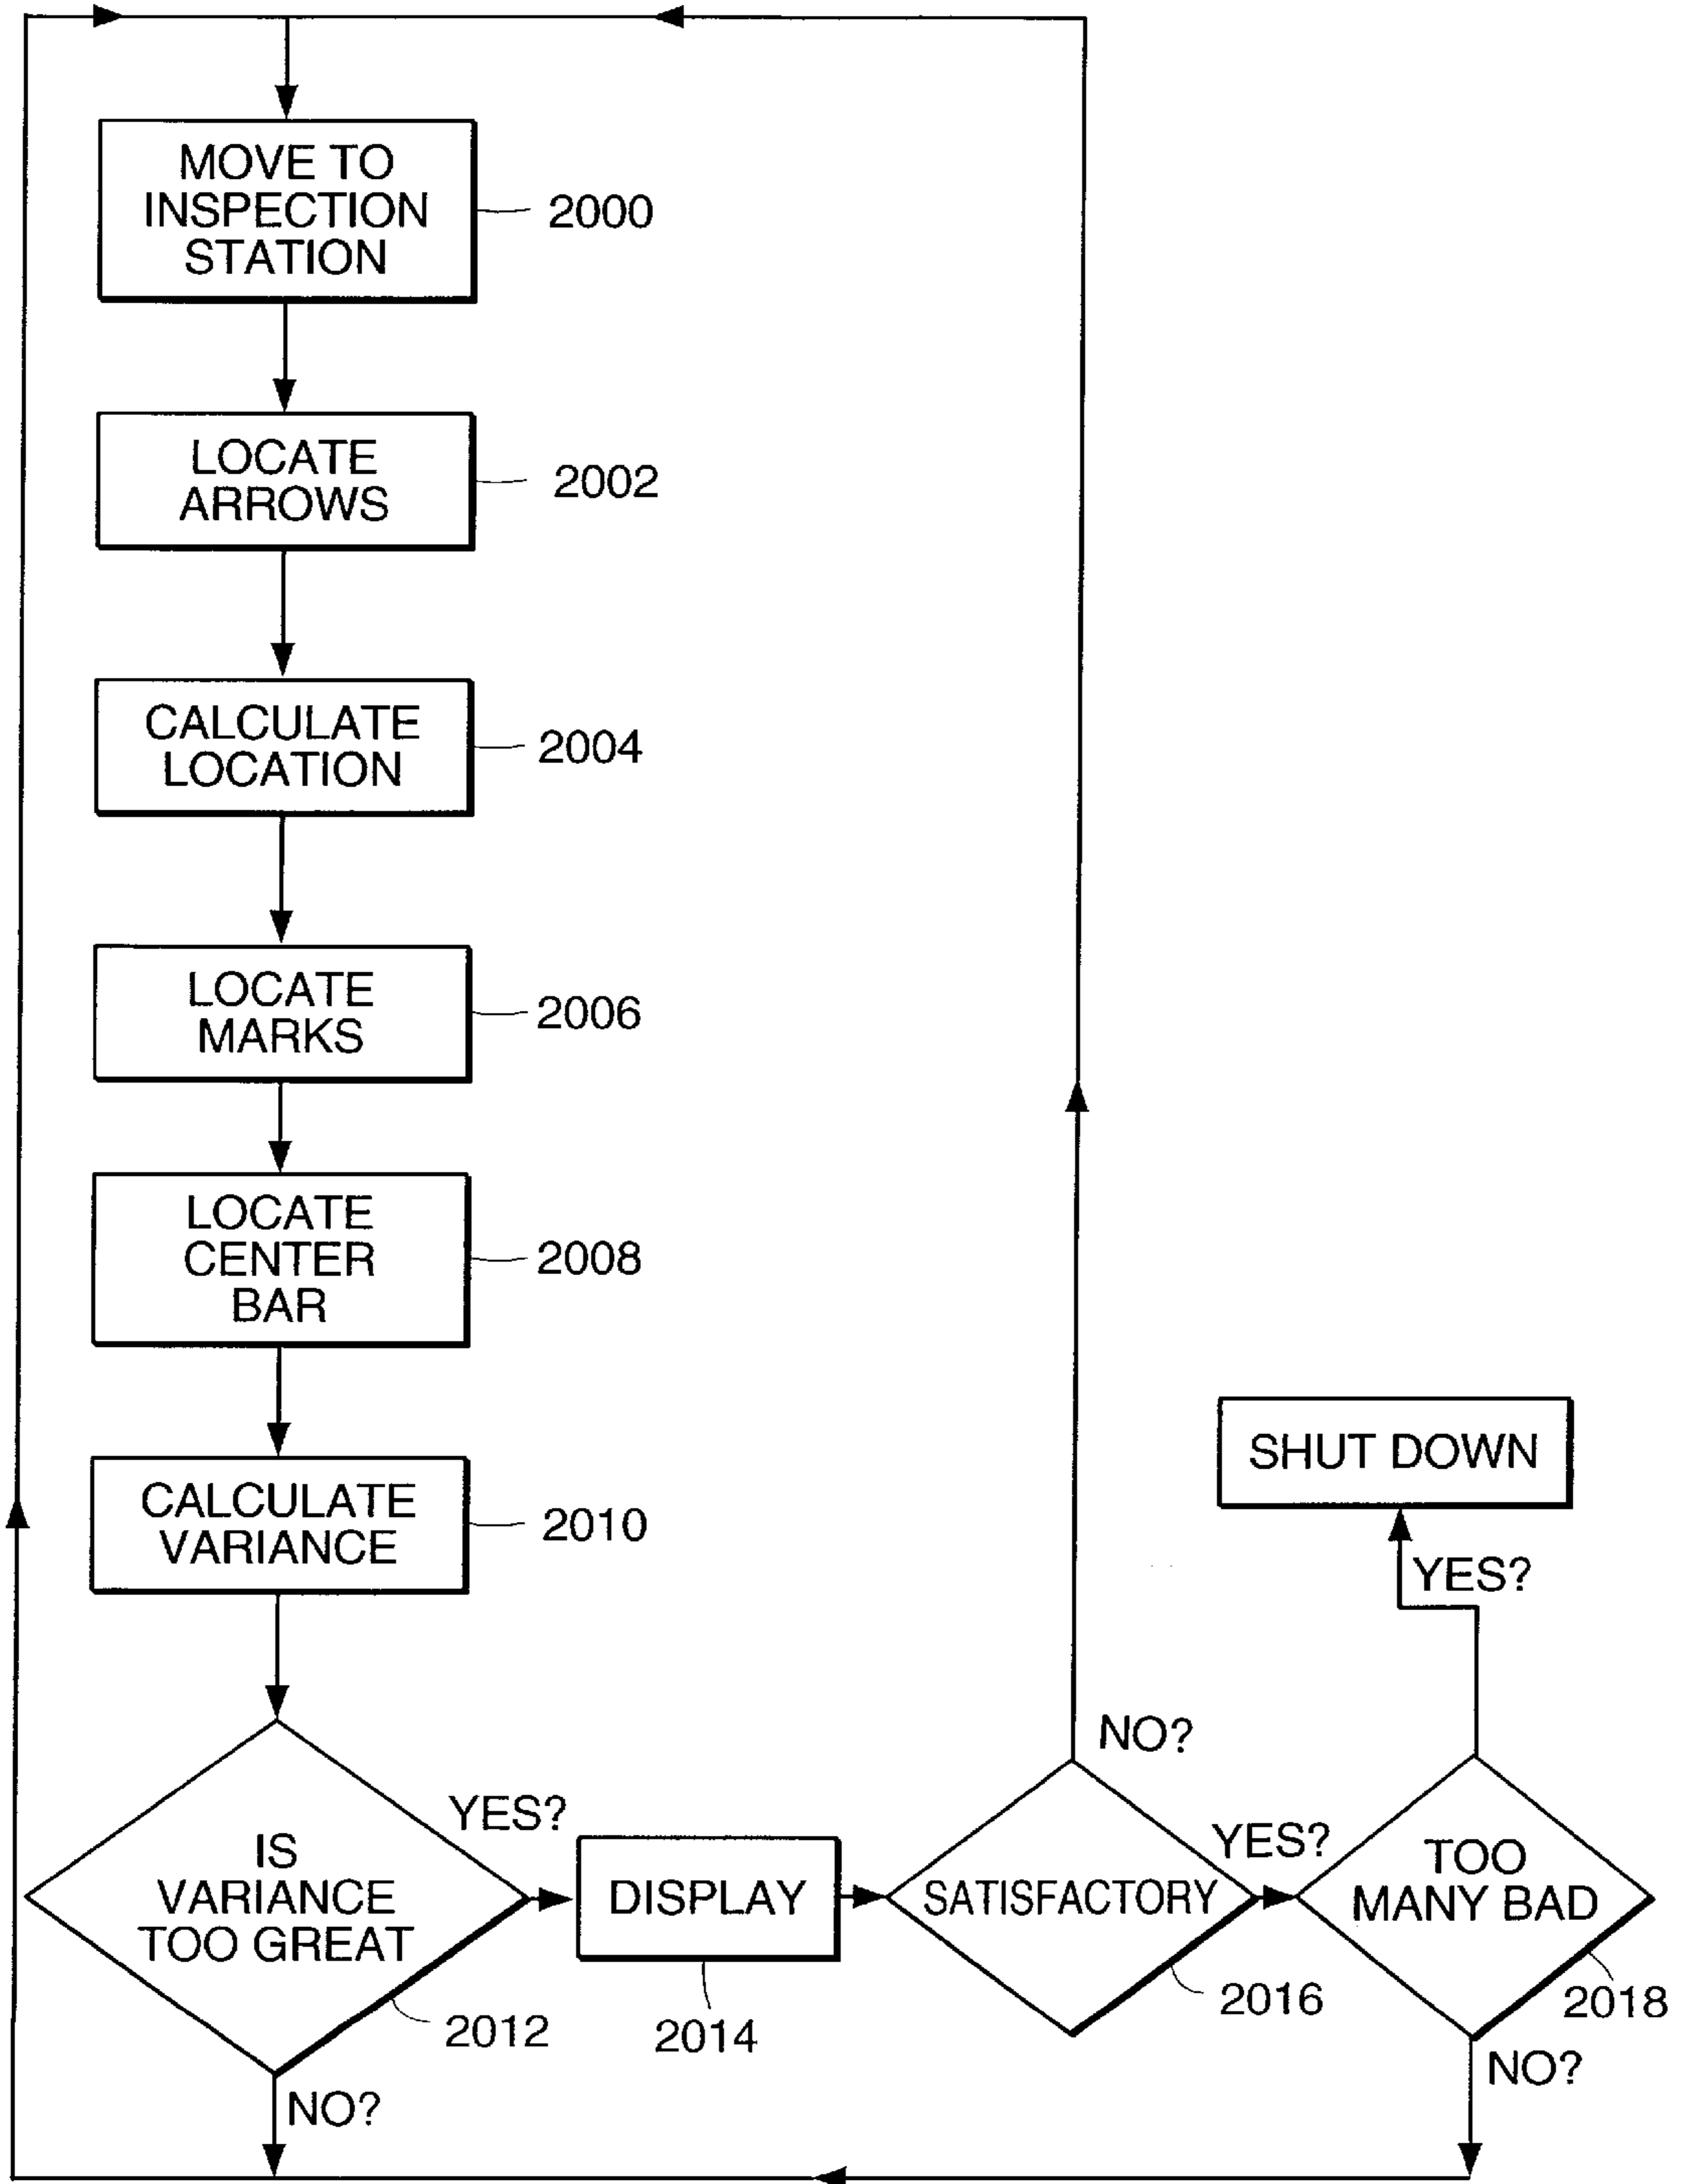 MOVE TO
INSPECTION
STATION
2000
LOCATE
ARROWS
2002
CALCULATE
LOCATION
2004
LOCATE
MARKS
2006
LOCATE
CENTER
BAR
2008
CALCULATE
VARIANCE
2010
IS
VARIANCE
TOO GREAT
2012
YES?
NO?
DISPLAY
2014
SATISFACTORY
2016
NO?
YES?
TOO
MANY BAD
2018
YES?
SHUT DOWN
NO?